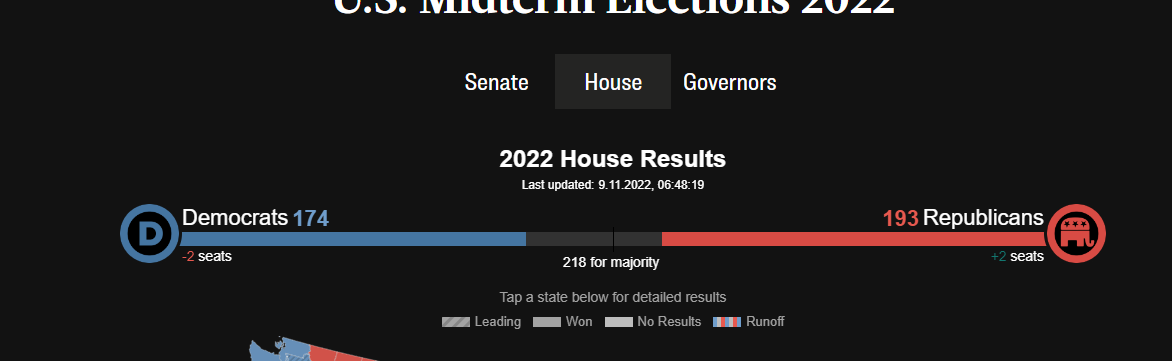 U.S. Midterm Elections 2022
Senate House Governors
2022 House Results
Last updated: 9.11.2022, 06:48:19
D Democrats 174 193 Republicans
-2 seats 218 for majority +2 seats
Tap a state below for detailed results
Leading Won No Results Runoff